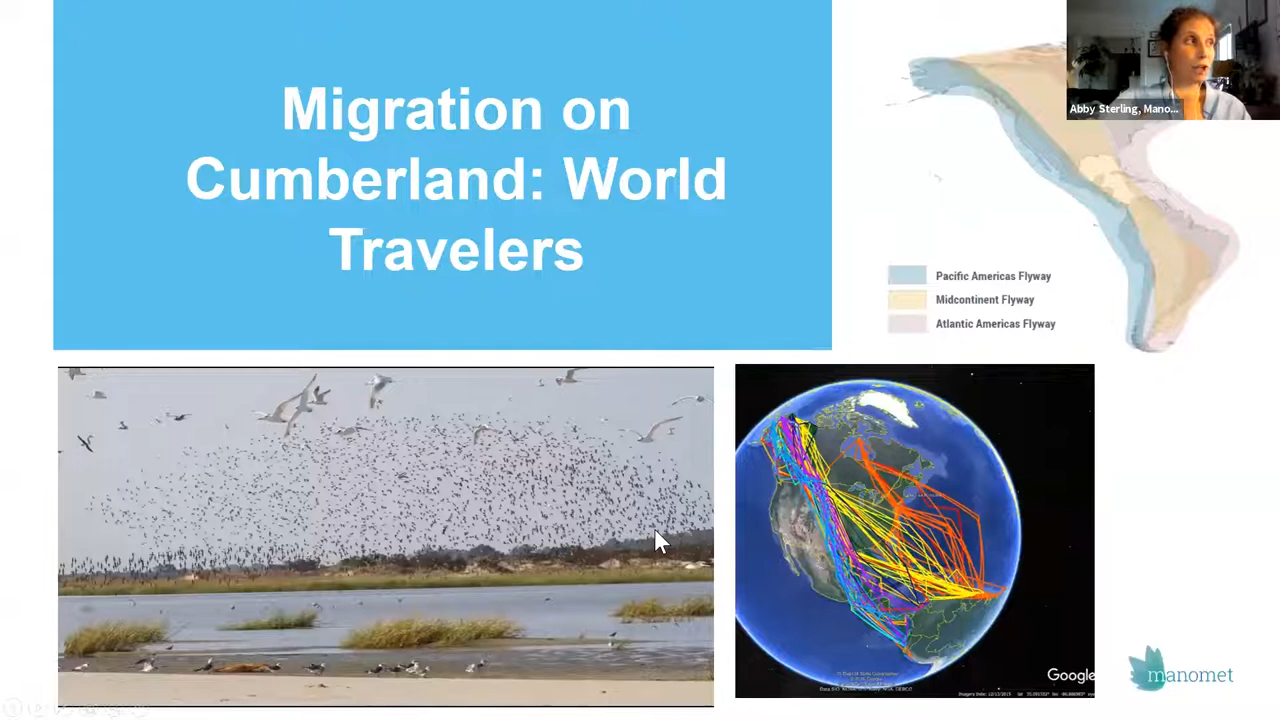 Migration on
Cumberland: World
Travelers
Abby Sterling, Mano...
Pacific Americas Flyway
Midcontinent Flyway
Atlantic Americas Flyway
Google
manomet